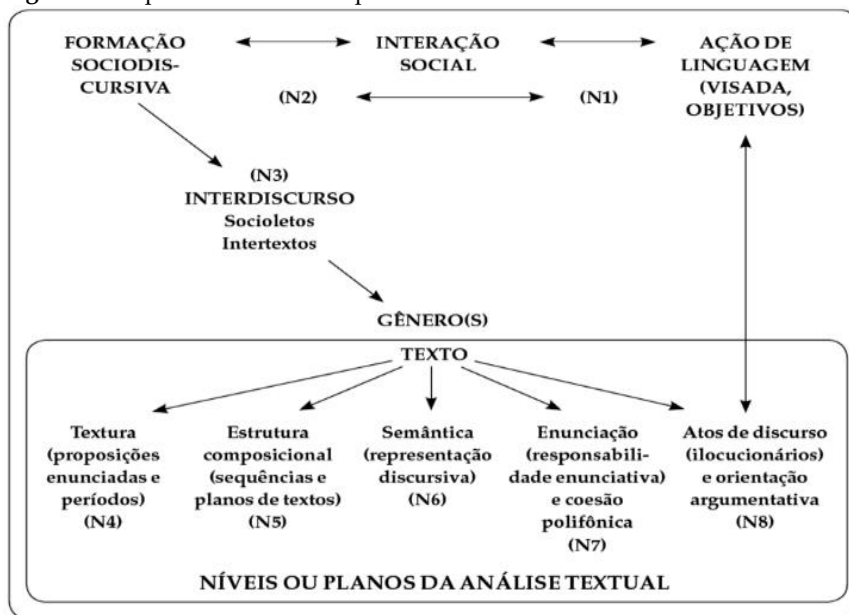 FORMAÇÃO
SOCIODIS-
CURSIVA
INTERAÇÃO
SOCIAL
AÇÃO DE
LINGUAGEM
(VISADA,
OBJETIVOS)
(N2)
(N1)
(N3)
INTERDISCURSO
Socioletos
Intertextos
GÊNERO(S)
TEXTO
Textura
(proposições
enunciadas e
períodos)
(N4)
Estrutura
composicional
(sequências e
planos de textos)
(N5)
Semântica
(representação
discursiva)
(N6)
Enunciação
(responsabili-
dade enunciativa)
e coesão
polifônica
(N7)
Atos de discurso
(ilocucionários)
e orientação
argumentativa
(N8)
NÍVEIS OU PLANOS DA ANÁLISE TEXTUAL